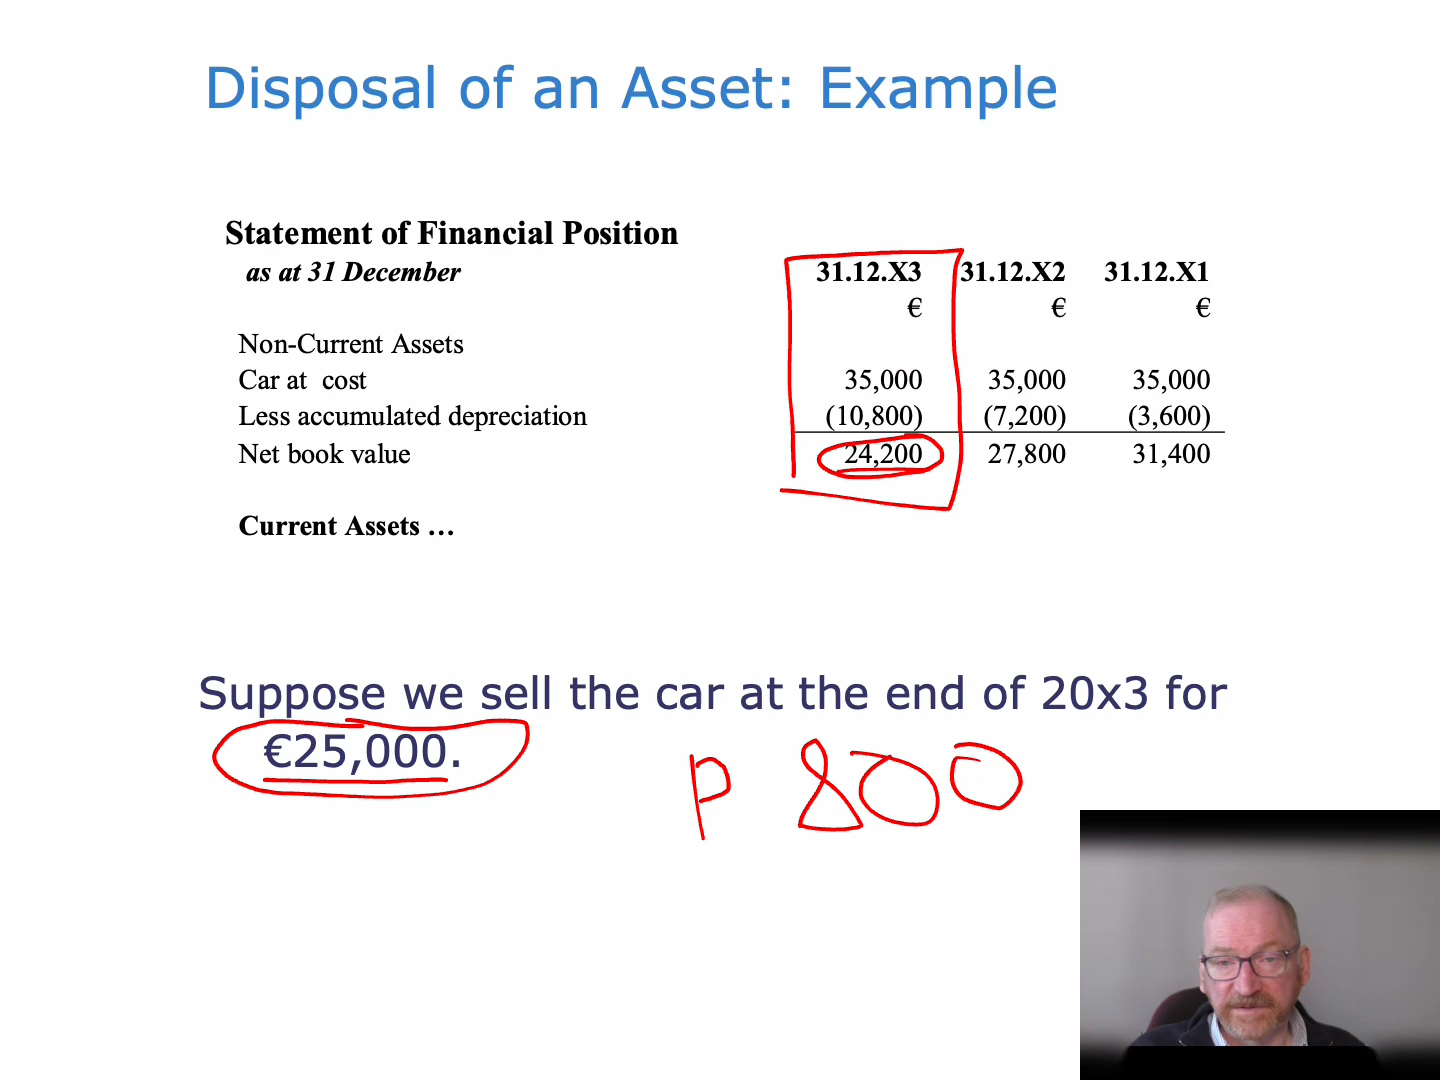 Disposal of an Asset: Example
Statement of Financial Position
as at 31 December 31.12.X3 31.12.X2 31.12.X1
€ € €
Non-Current Assets
Car at cost 35,000 35,000 35,000
Less accumulated depreciation (10,800) (7,200) (3,600)
Net book value 24,200 27,800 31,400
Current Assets …
Suppose we sell the car at the end of 20x3 for
€25,000.
P 800